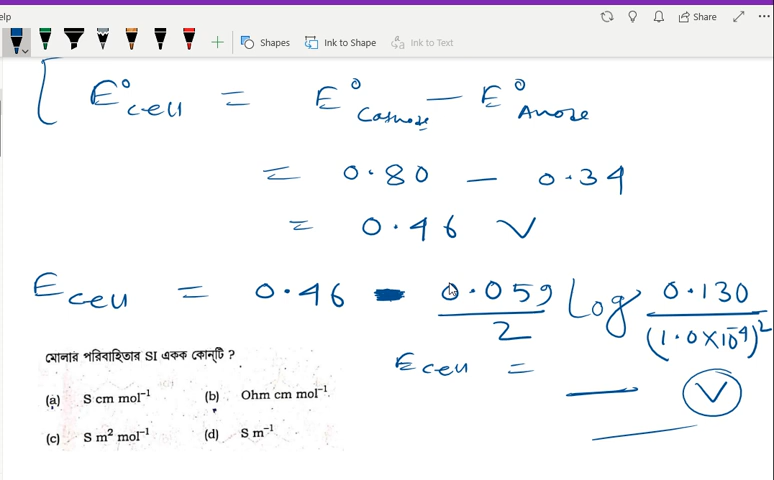 elp
Share
Shapes Ink to Shape Ink to Text
E°cell = E°Cathode − E°Anode
= 0.80 − 0.34
= 0.46 V
Ecell = 0.46 - 0.059/2 log 0.130/(1.0×10⁻⁴)²
Ecell = — V
মোলার পরিবাহিতার SI একক কোন্‌টি ?
(a) S cm mol⁻¹ (b) Ohm cm mol⁻¹
(c) S m² mol⁻¹ (d) S m⁻¹